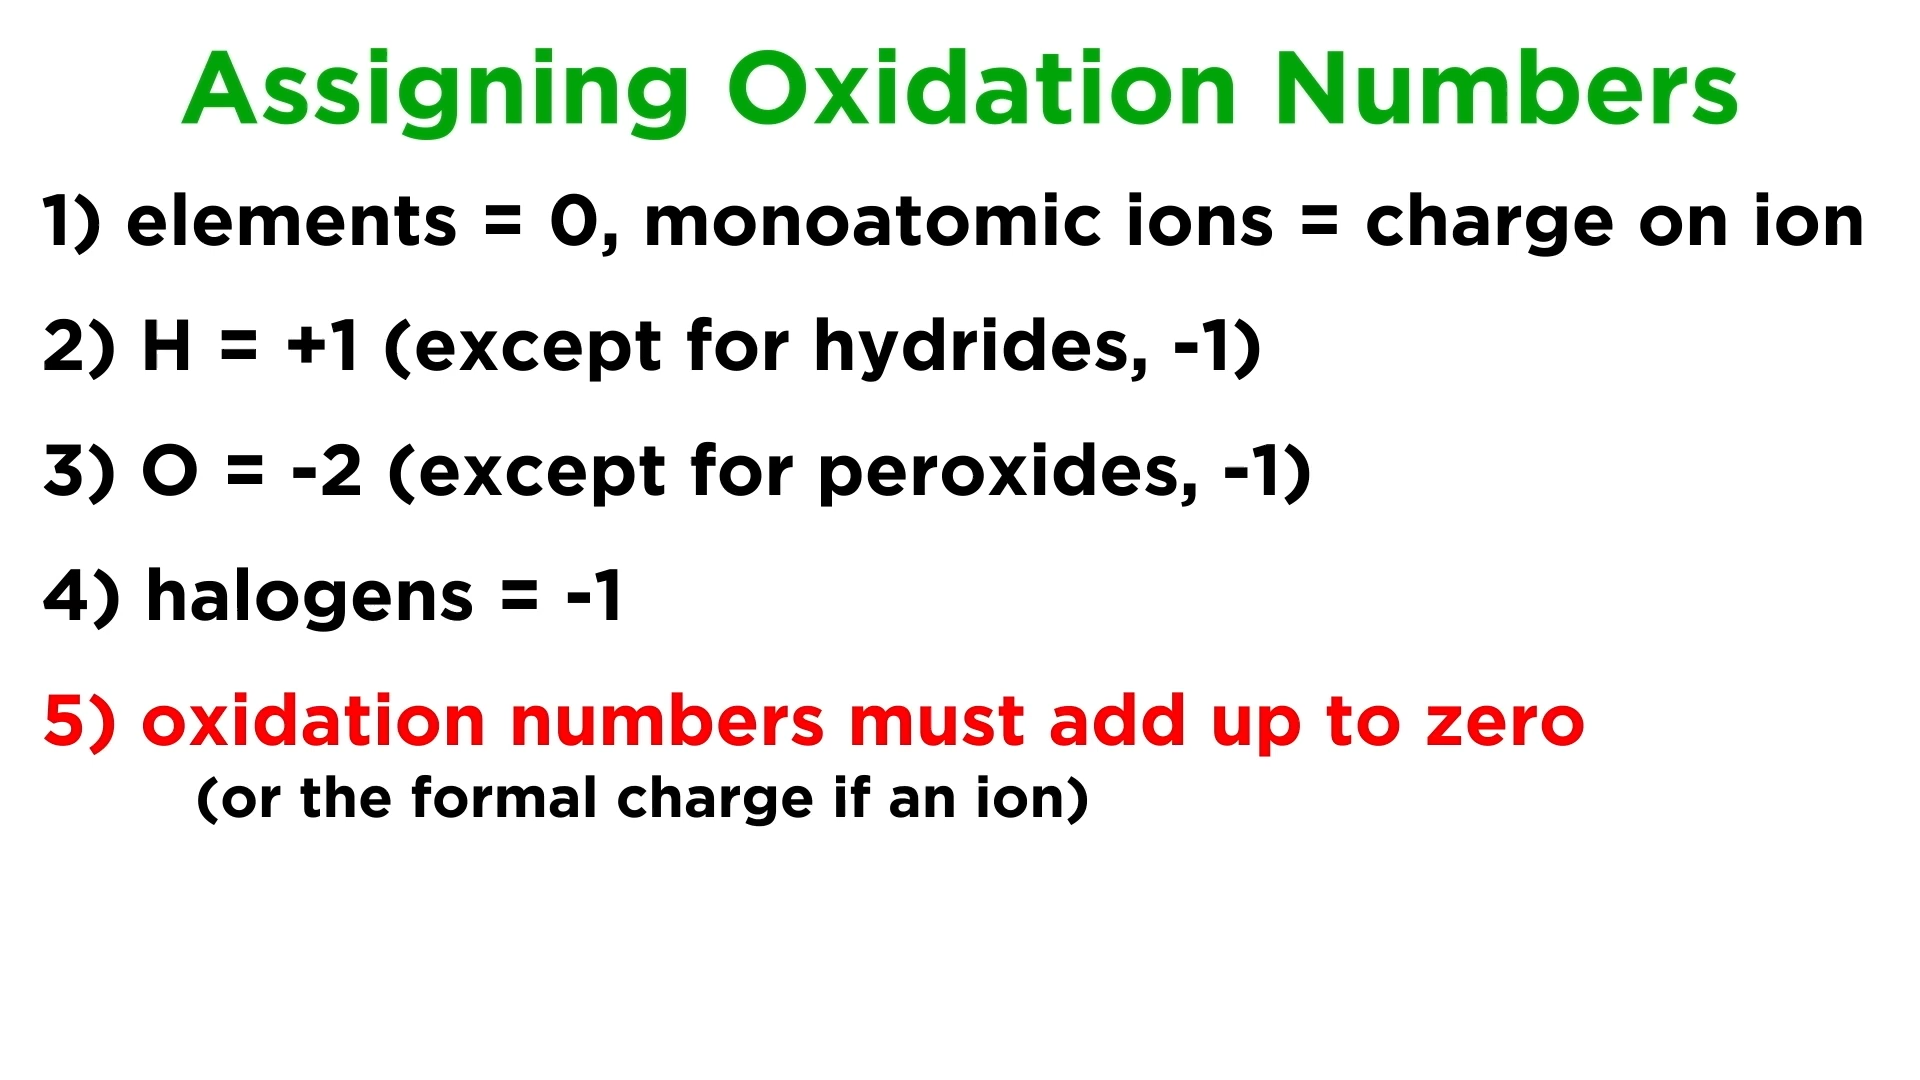 Assigning Oxidation Numbers
1) elements = 0, monoatomic ions = charge on ion
2) H = +1 (except for hydrides, -1)
3) O = -2 (except for peroxides, -1)
4) halogens = -1
5) oxidation numbers must add up to zero
(or the formal charge if an ion)